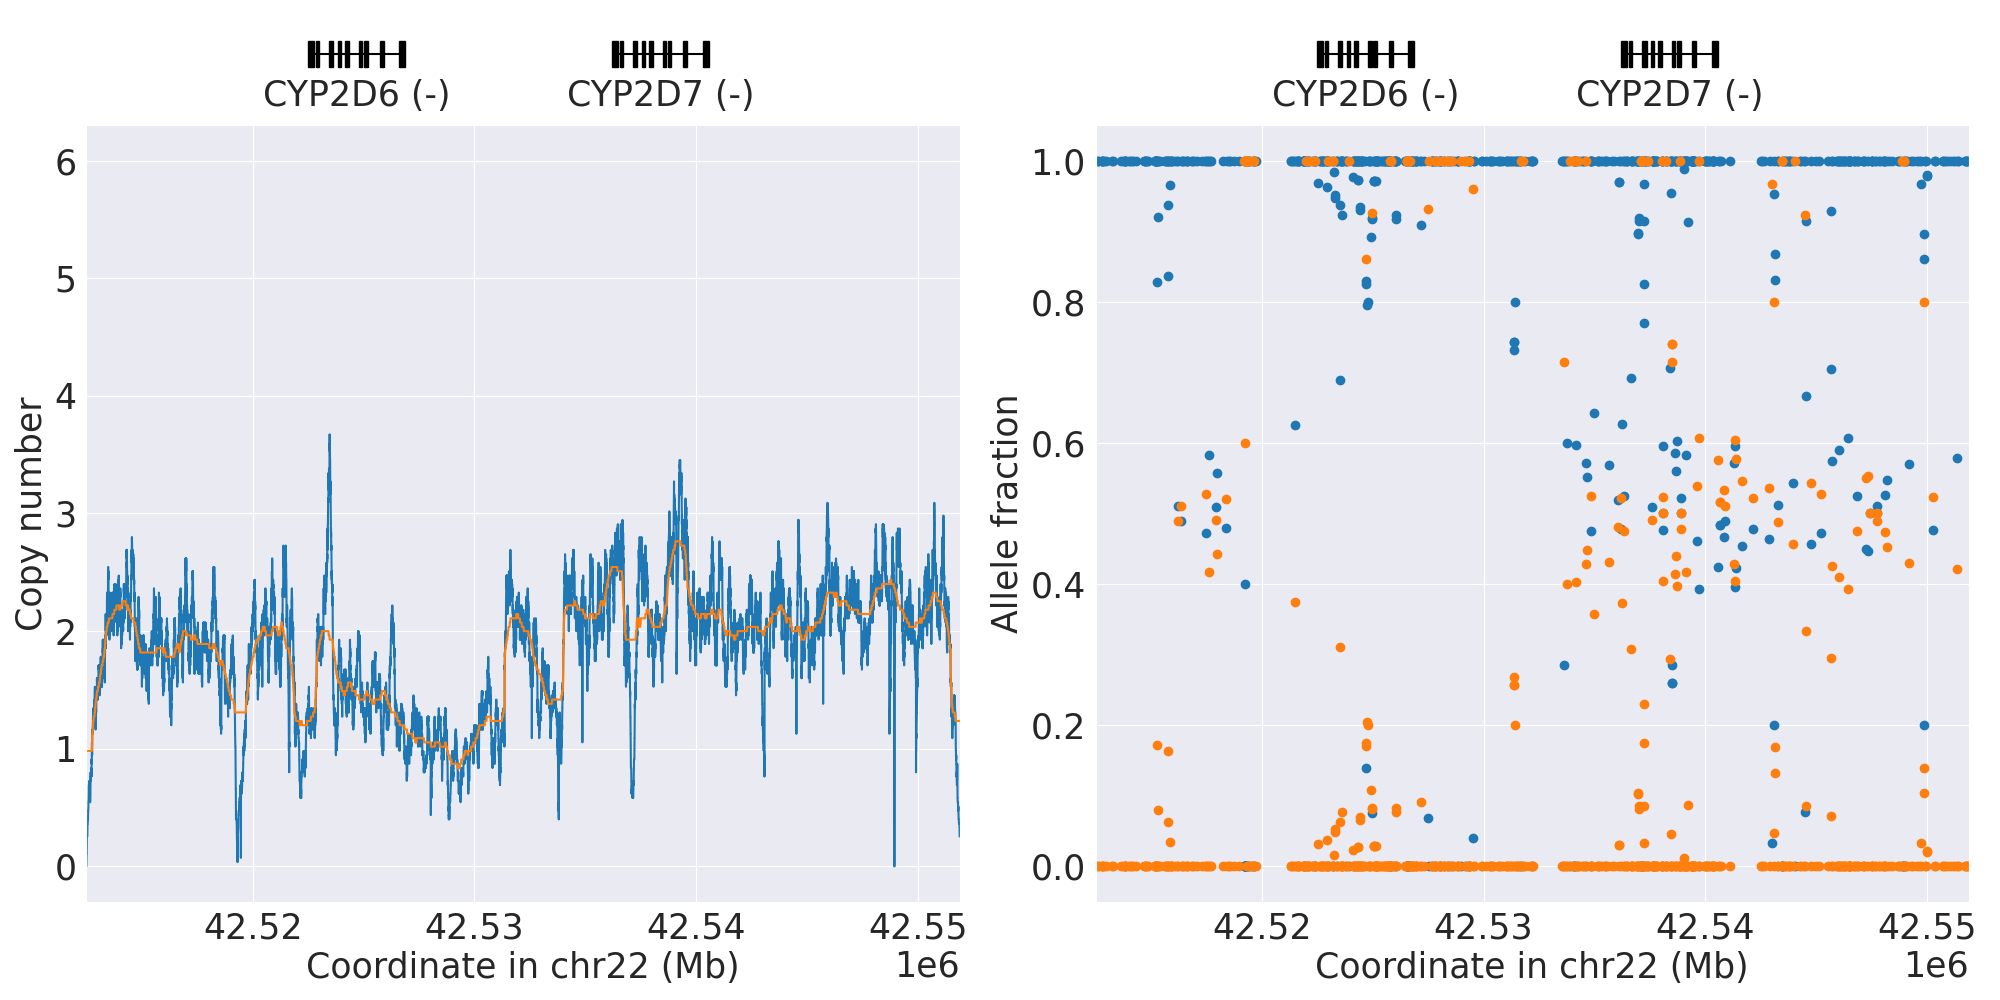 CYP2D6 (-) CYP2D7 (-)
6
5
4
3
2
1
0
Copy number
42.52 42.53 42.54 42.55
Coordinate in chr22 (Mb) 1e6
CYP2D6 (-) CYP2D7 (-)
1.0
0.8
0.6
0.4
0.2
0.0
Allele fraction
42.52 42.53 42.54 42.55
Coordinate in chr22 (Mb) 1e6